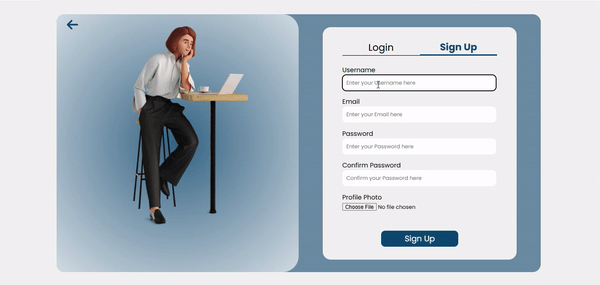 Login
Sign Up
Username
Enter your Username here
Email
Enter your Email here
Password
Enter your Password here
Confirm Password
Confirm your Password here
Profile Photo
Choose File No file chosen
Sign Up